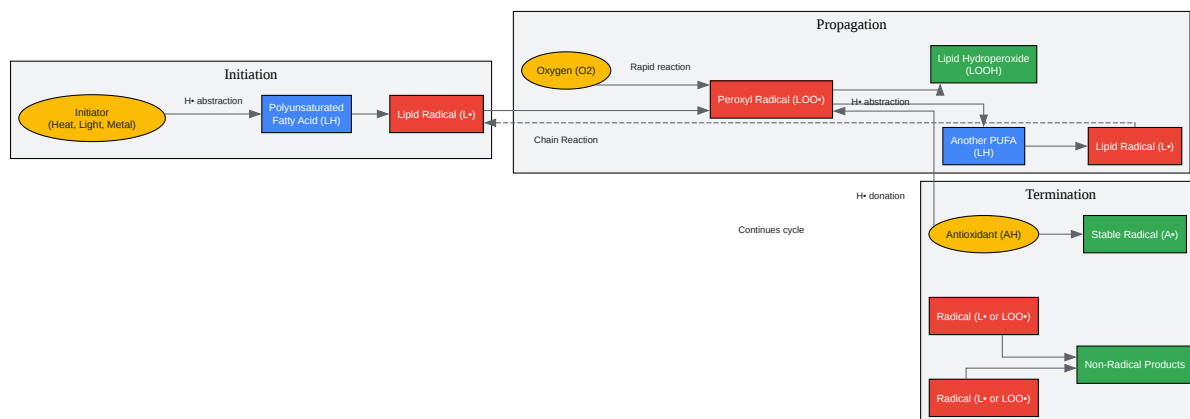 Initiation
Initiator
(Heat, Light, Metal)
H• abstraction
Polyunsaturated
Fatty Acid (LH)
Lipid Radical (L•)
Propagation
Oxygen (O2)
Rapid reaction
Peroxyl Radical (LOO•)
Lipid Hydroperoxide
(LOOH)
H• abstraction
Another PUFA
(LH)
Lipid Radical (L•)
Chain Reaction
H• donation
Continues cycle
Termination
Antioxidant (AH)
Stable Radical (A•)
Radical (L• or LOO•)
Non-Radical Products
Radical (L• or LOO•)